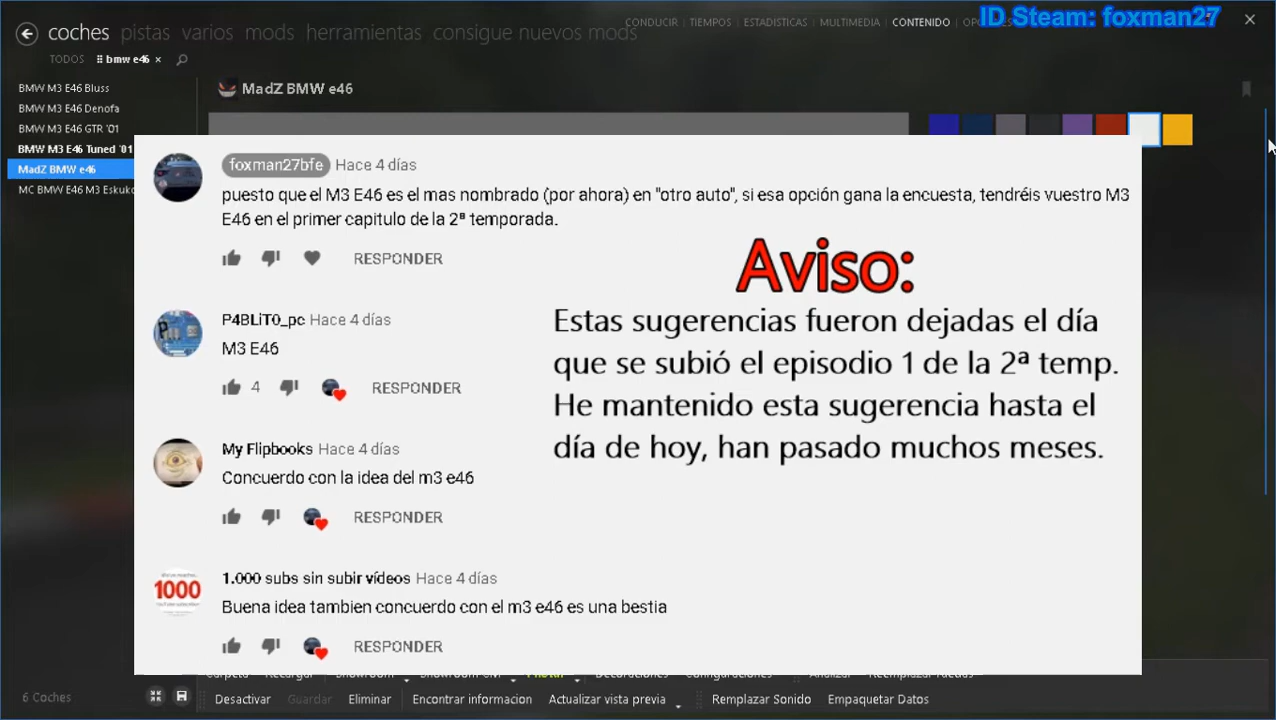 CONDUCIR TIEMPOS ESTADISTICAS MULTIMEDIA CONTENIDO
ID Steam: foxman27
coches pistas varios mods herramientas consigue nuevos mods
TODOS bmw e46
BMW M3 E46 Bluss
BMW M3 E46 Denofa
BMW M3 E46 GTR '01
BMW M3 E46 Tuned '01
MadZ BMW e46
MC BMW E46 M3
MadZ BMW e46
foxman27bfe Hace 4 días
puesto que el M3 E46 es el mas nombrado (por ahora) en "otro auto", si esa opción gana la encuesta, tendréis vuestro M3
E46 en el primer capitulo de la 2ª temporada.
RESPONDER
P4BLiT0_pc Hace 4 días
M3 E46
4 RESPONDER
My Flipbooks Hace 4 días
Concuerdo con la idea del m3 e46
RESPONDER
1.000 subs sin subir vídeos Hace 4 días
1000
Buena idea tambien concuerdo con el m3 e46 es una bestia
RESPONDER
Aviso:
Estas sugerencias fueron dejadas el día
que se subió el episodio 1 de la 2ª temp.
He mantenido esta sugerencia hasta el
día de hoy, han pasado muchos meses.
6 Coches
Desactivar Guardar Eliminar Encontrar informacion Actualizar vista previa Remplazar Sonido Empaquetar Datos